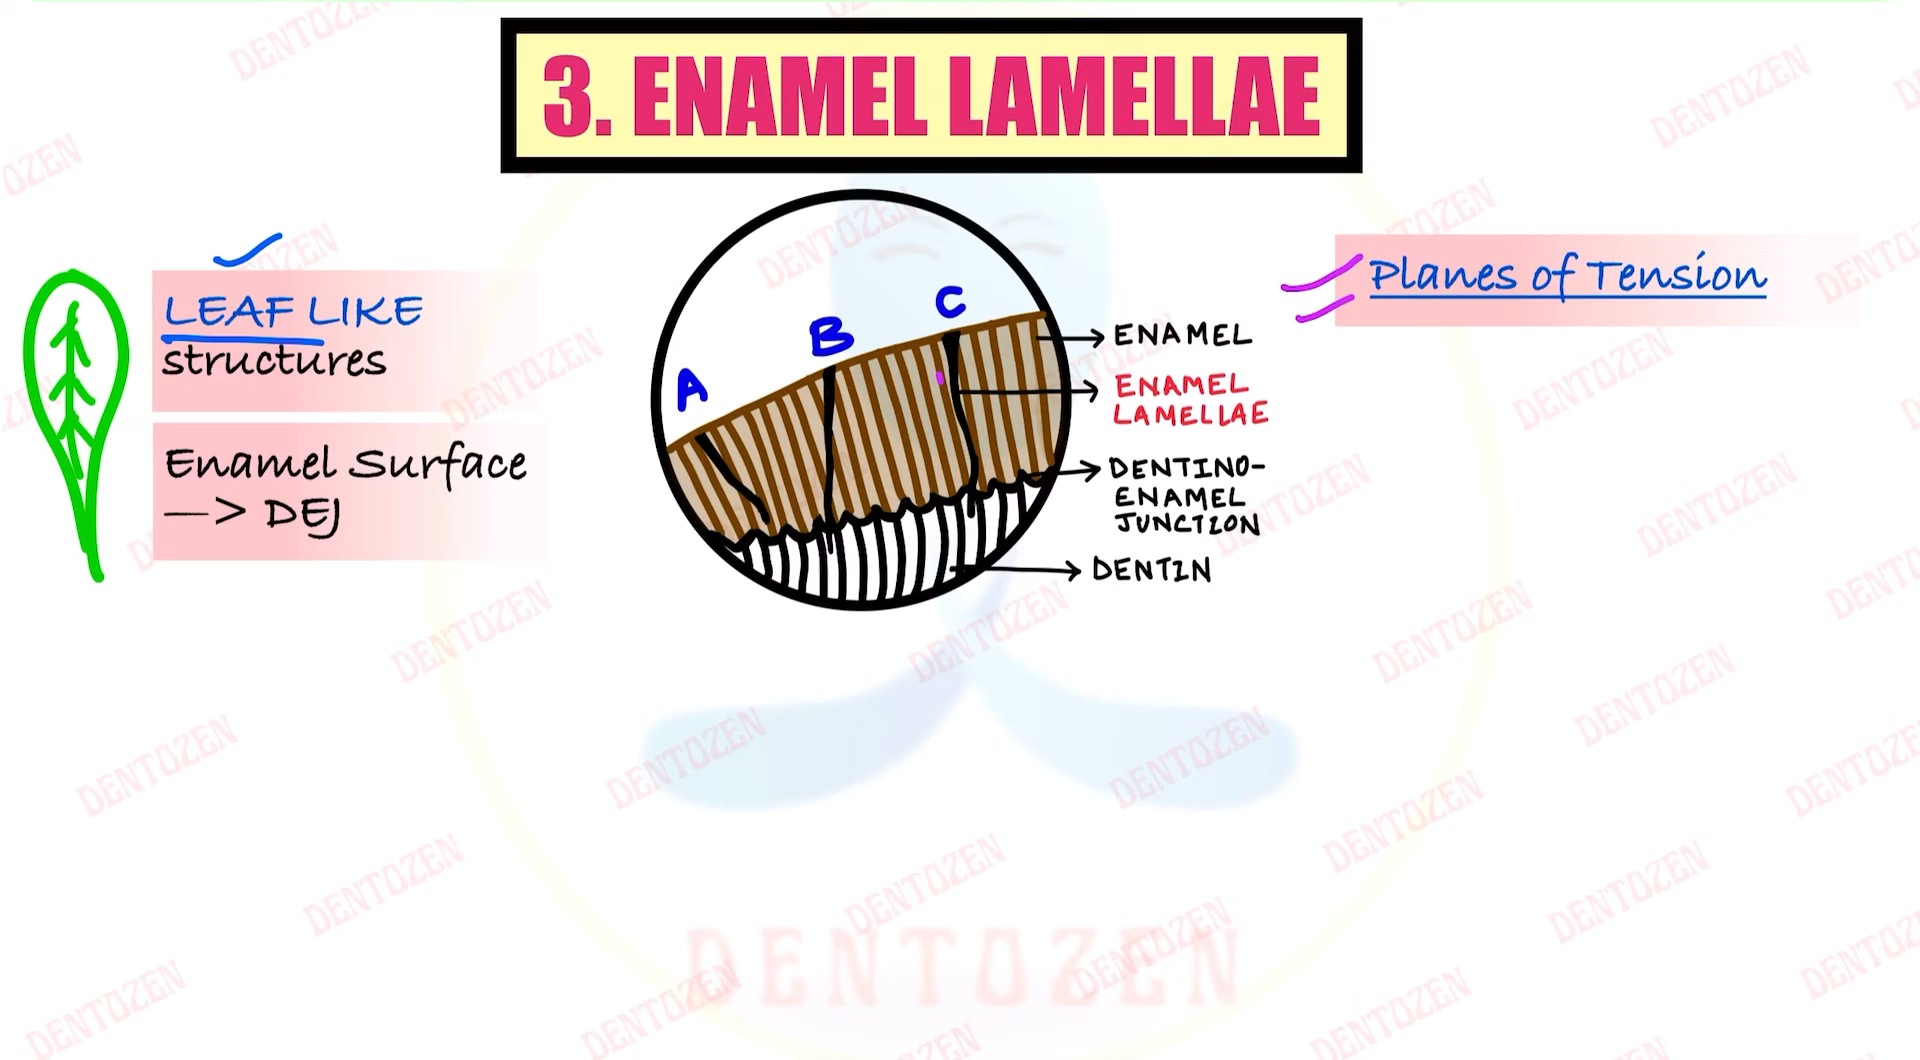 3. ENAMEL LAMELLAE
LEAF LIKE
structures
Enamel Surface
—> DEJ
A
B
C
ENAMEL
ENAMEL
LAMELLAE
DENTINO-
ENAMEL
JUNCTION
DENTIN
Planes of Tension
DENTOZEN